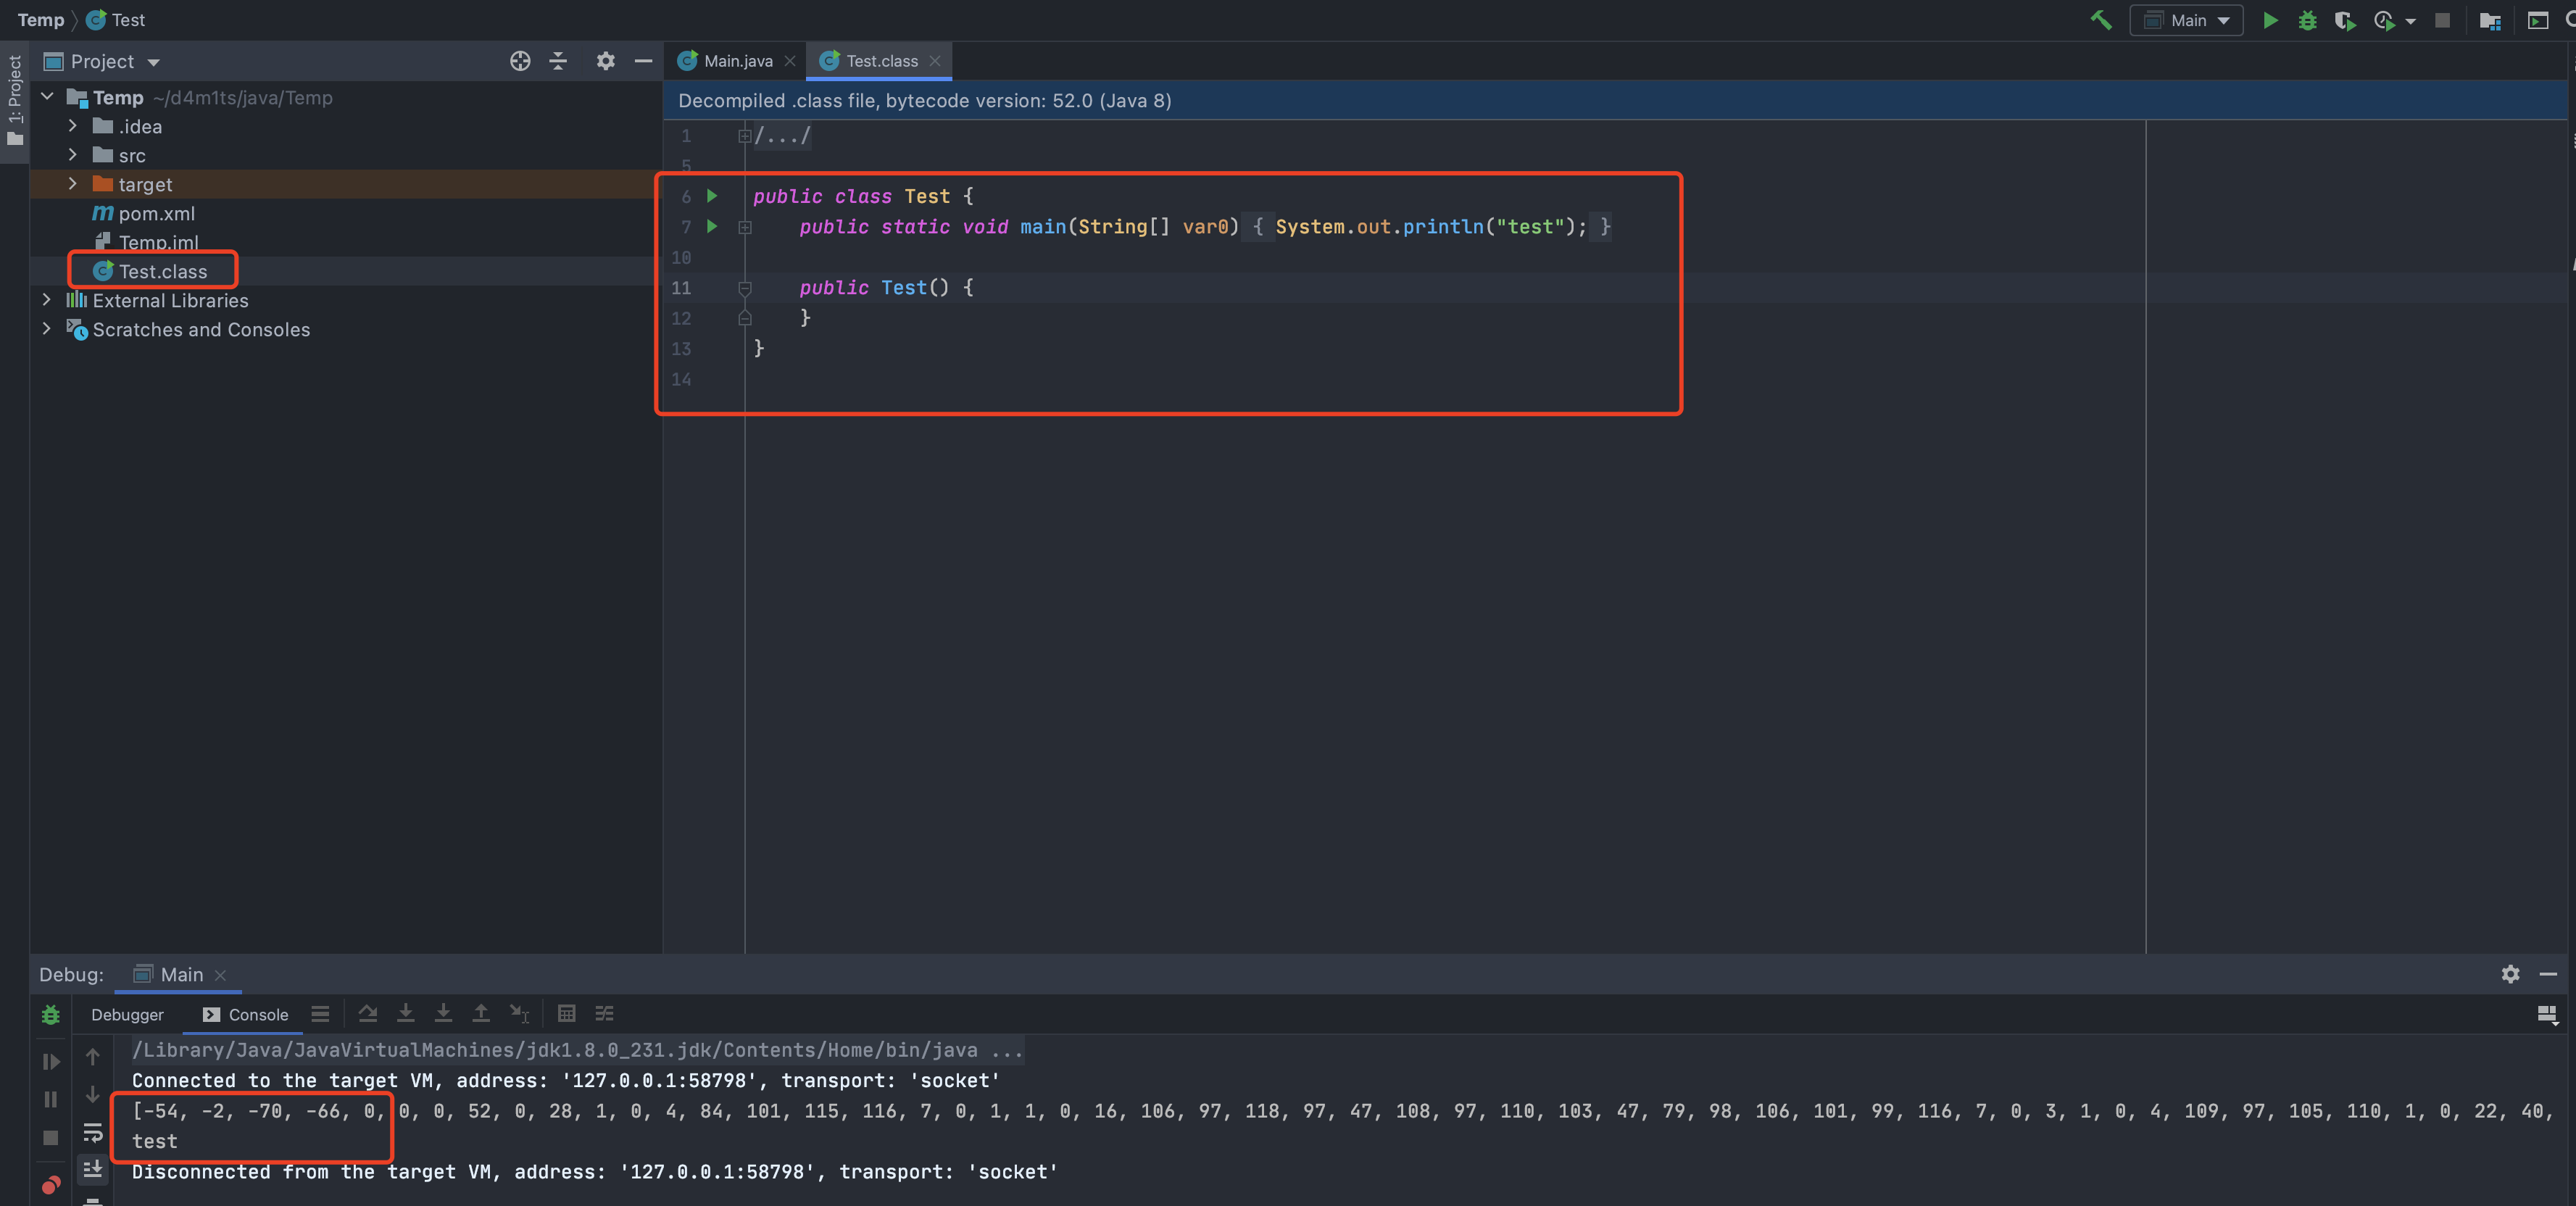 Temp
Test
Main
1: Project
Project
Main.java
Test.class
Temp ~/d4m1ts/java/Temp
.idea
src
target
pom.xml
Temp.iml
Test.class
External Libraries
Scratches and Consoles
Decompiled .class file, bytecode version: 52.0 (Java 8)
1 /.../
5
6 public class Test {
7 public static void main(String[] var0) { System.out.println("test"); }
10
11 public Test() {
12 }
13 }
14
Debug: Main
Debugger Console
/Library/Java/JavaVirtualMachines/jdk1.8.0_231.jdk/Contents/Home/bin/java ...
Connected to the target VM, address: '127.0.0.1:58798', transport: 'socket'
[-54, -2, -70, -66, 0, 0, 0, 52, 0, 28, 1, 0, 4, 84, 101, 115, 116, 7, 0, 1, 1, 0, 16, 106, 97, 118, 97, 47, 108, 97, 110, 103, 47, 79, 98, 106, 101, 99, 116, 7, 0, 3, 1, 0, 4, 109, 97, 105, 110, 1, 0, 22, 40,
test
Disconnected from the target VM, address: '127.0.0.1:58798', transport: 'socket'